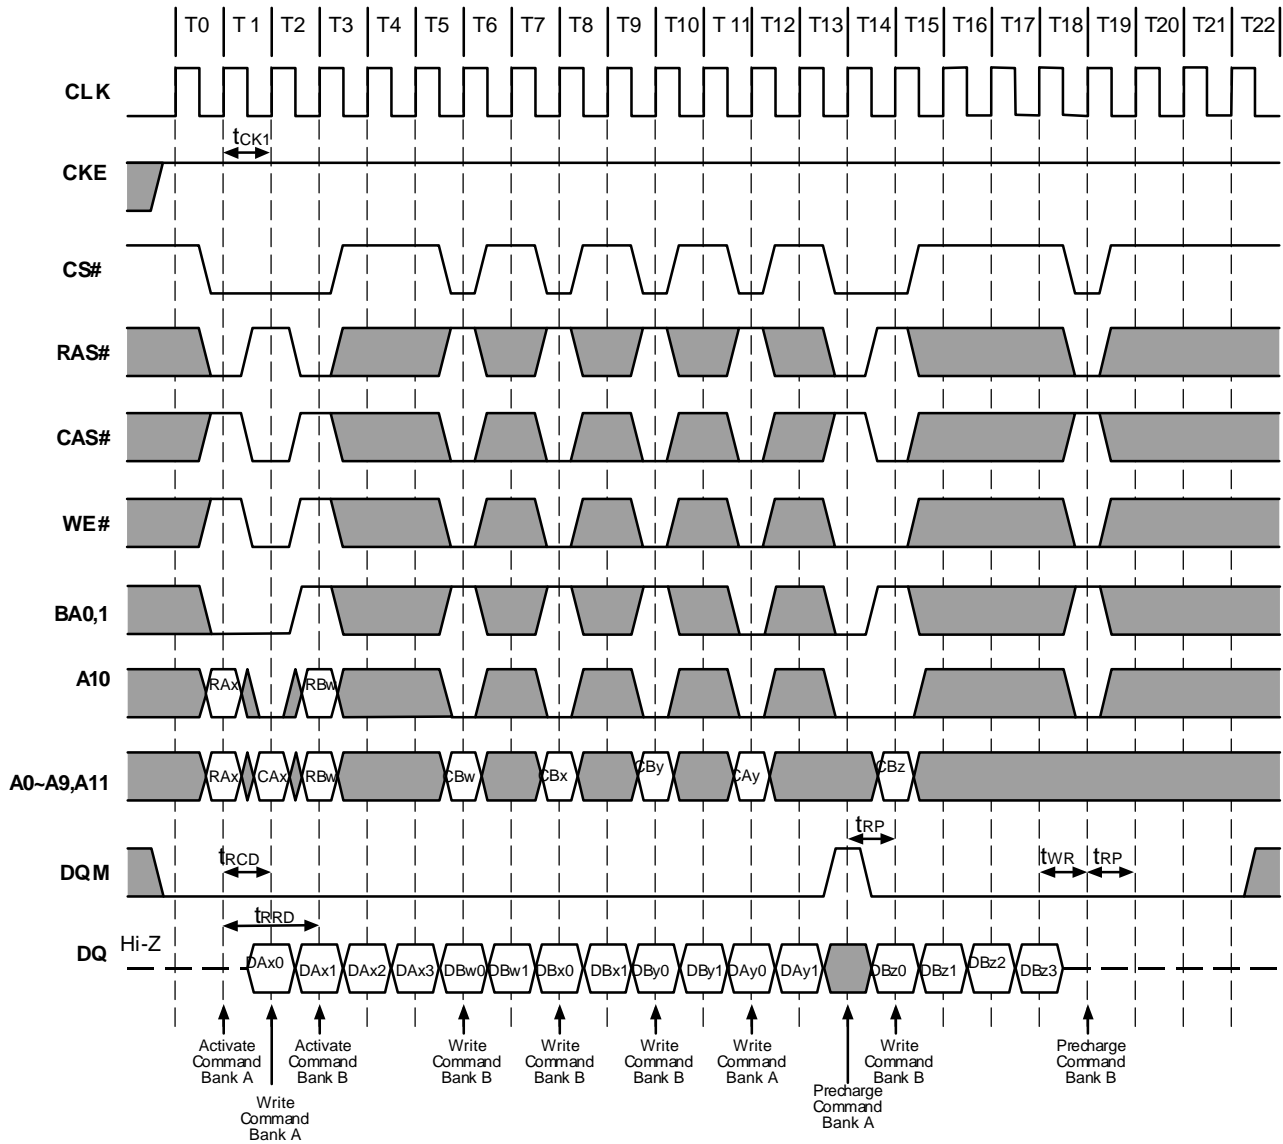 T0 T 1 T2 T3 T4 T5 T6 T7 T8 T9 T10 T 11 T12 T13 T14 T15 T16 T17 T18 T19 T20 T21 T22
CLK
tCK1
CKE
CS#
RAS#
CAS#
WE#
BA0,1
A10
RAx RBw
A0~A9,A11
RAx CAx RBw CBw CBx CBy CAy CBz
tRP
DQM
tRCD tWR tRP
tRRD
DQ Hi-Z
DAx0 DAx1 DAx2 DAx3 DBw0 DBw1 DBx0 DBx1 DBy0 DBy1 DAy0 DAy1 DBz0 DBz1 DBz2 DBz3
Activate
Command
Bank A
Write
Command
Bank A
Activate
Command
Bank B
Write
Command
Bank B
Write
Command
Bank B
Write
Command
Bank B
Write
Command
Bank A
Precharge
Command
Bank A
Write
Command
Bank B
Precharge
Command
Bank B